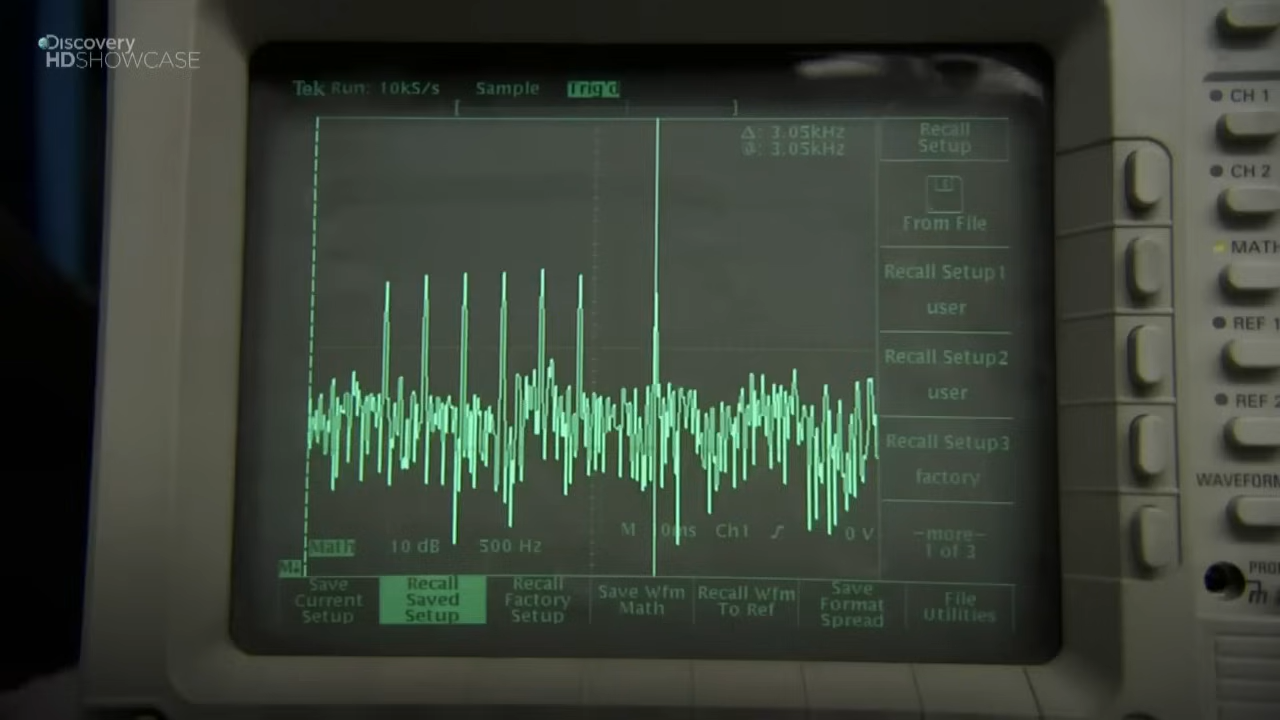 Discovery
HD SHOWCASE
Tek Run: 10kS/s Sample Trig'd
Δ: 3.05kHz
@: 3.05kHz
Recall
Setup
From File
Recall Setup1
user
Recall Setup2
user
Recall Setup3
factory
-more-
1 of 3
Math 10 dB 500 Hz
Ch1 0 V
Save
Current
Setup
Recall
Saved
Setup
Recall
Factory
Setup
Save Wfm
Math
Recall Wfm
To Ref
Save
Format
Spread
File
Utilities
CH 1
CH 2
MATH
REF 1
REF 2
WAVEFORM